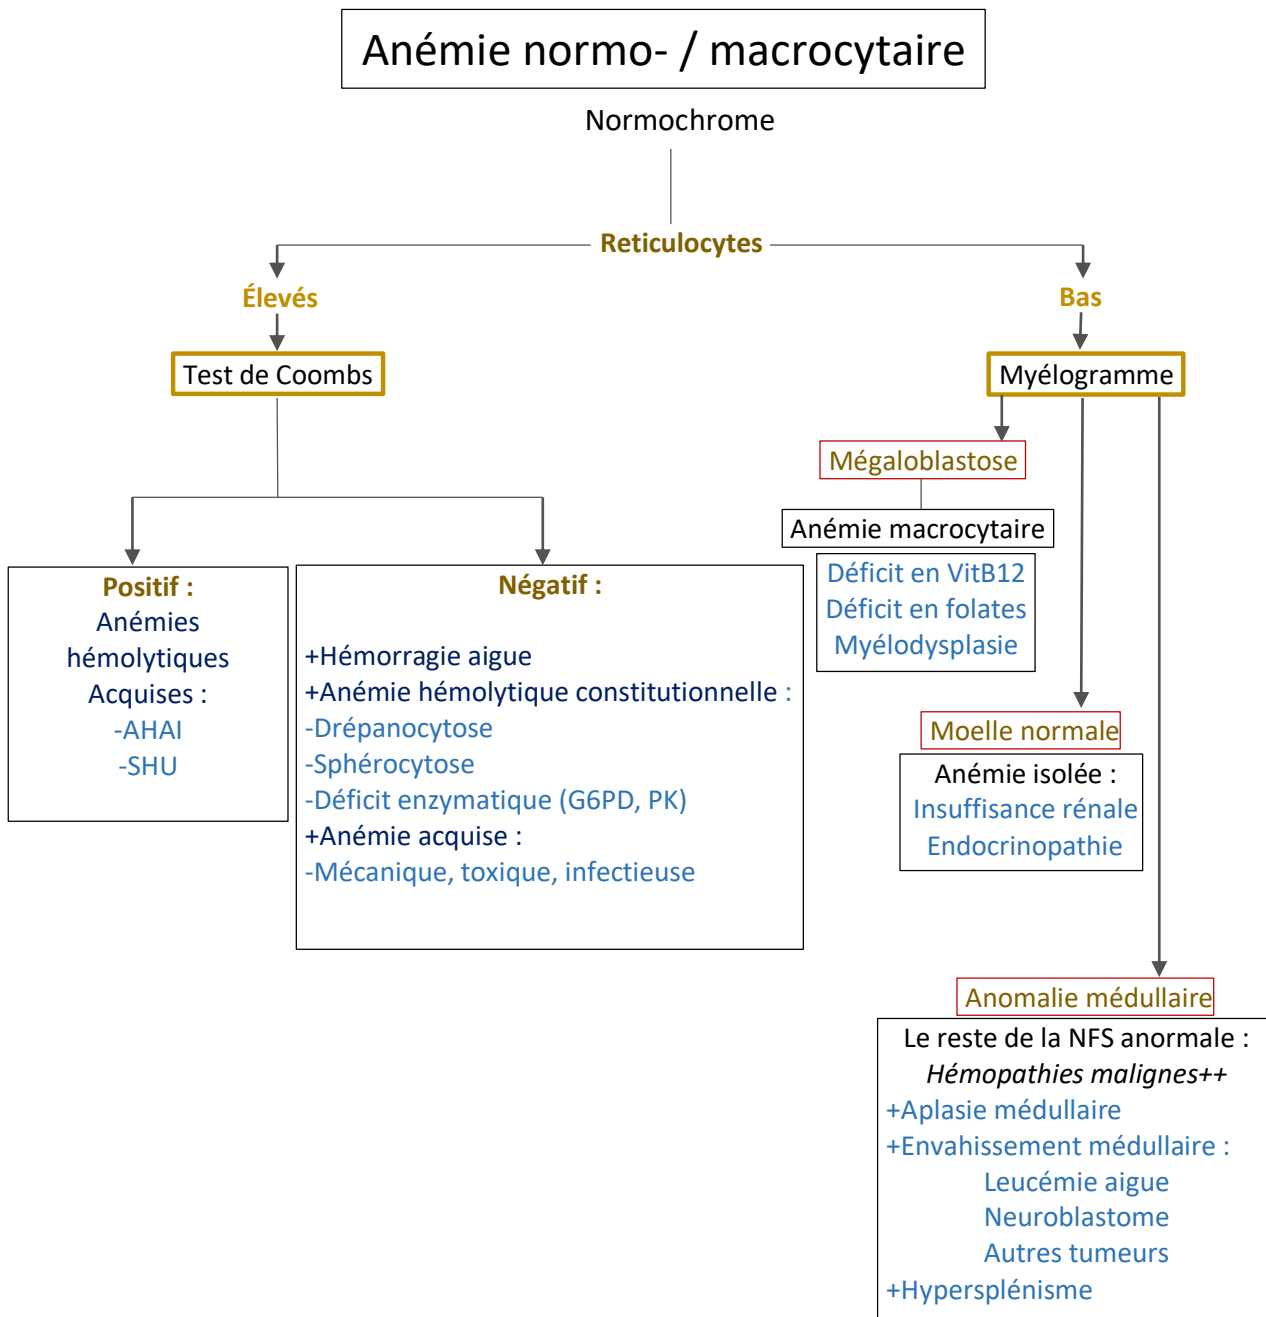 Anémie normo- / macrocytaire
Normochrome
Reticulocytes
Élevés
Bas
Test de Coombs
Myélogramme
Mégaloblastose
Anémie macrocytaire
Déficit en VitB12
Déficit en folates
Myélodysplasie
Positif :
Anémies
hémolytiques
Acquises :
-AHAI
-SHU
Négatif :
+Hémorragie aigue
+Anémie hémolytique constitutionnelle :
-Drépanocytose
-Sphérocytose
-Déficit enzymatique (G6PD, PK)
+Anémie acquise :
-Mécanique, toxique, infectieuse
Moelle normale
Anémie isolée :
Insuffisance rénale
Endocrinopathie
Anomalie médullaire
Le reste de la NFS anormale :
Hémopathies malignes++
+Aplasie médullaire
+Envahissement médullaire :
Leucémie aigue
Neuroblastome
Autres tumeurs
+Hypersplénisme